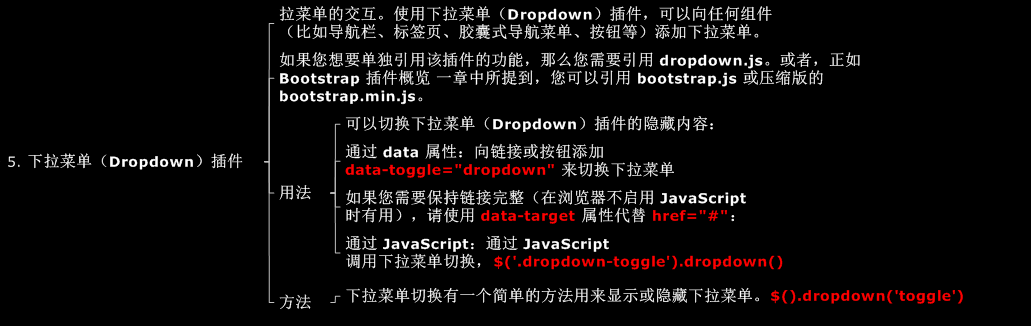 拉菜单的交互。使用下拉菜单（Dropdown）插件，可以向任何组件
（比如导航栏、标签页、胶囊式导航菜单、按钮等）添加下拉菜单。
如果您想要单独引用该插件的功能，那么您需要引用 dropdown.js。或者，正如
Bootstrap 插件概览 一章中所提到，您可以引用 bootstrap.js 或压缩版的
bootstrap.min.js。
5. 下拉菜单（Dropdown）插件
用法
可以切换下拉菜单（Dropdown）插件的隐藏内容：
通过 data 属性：向链接或按钮添加
data-toggle="dropdown" 来切换下拉菜单
如果您需要保持链接完整（在浏览器不启用 JavaScript
时有用），请使用 data-target 属性代替 href="#"：
通过 JavaScript：通过 JavaScript
调用下拉菜单切换，$('.dropdown-toggle').dropdown()
方法
下拉菜单切换有一个简单的方法用来显示或隐藏下拉菜单。$().dropdown('toggle')